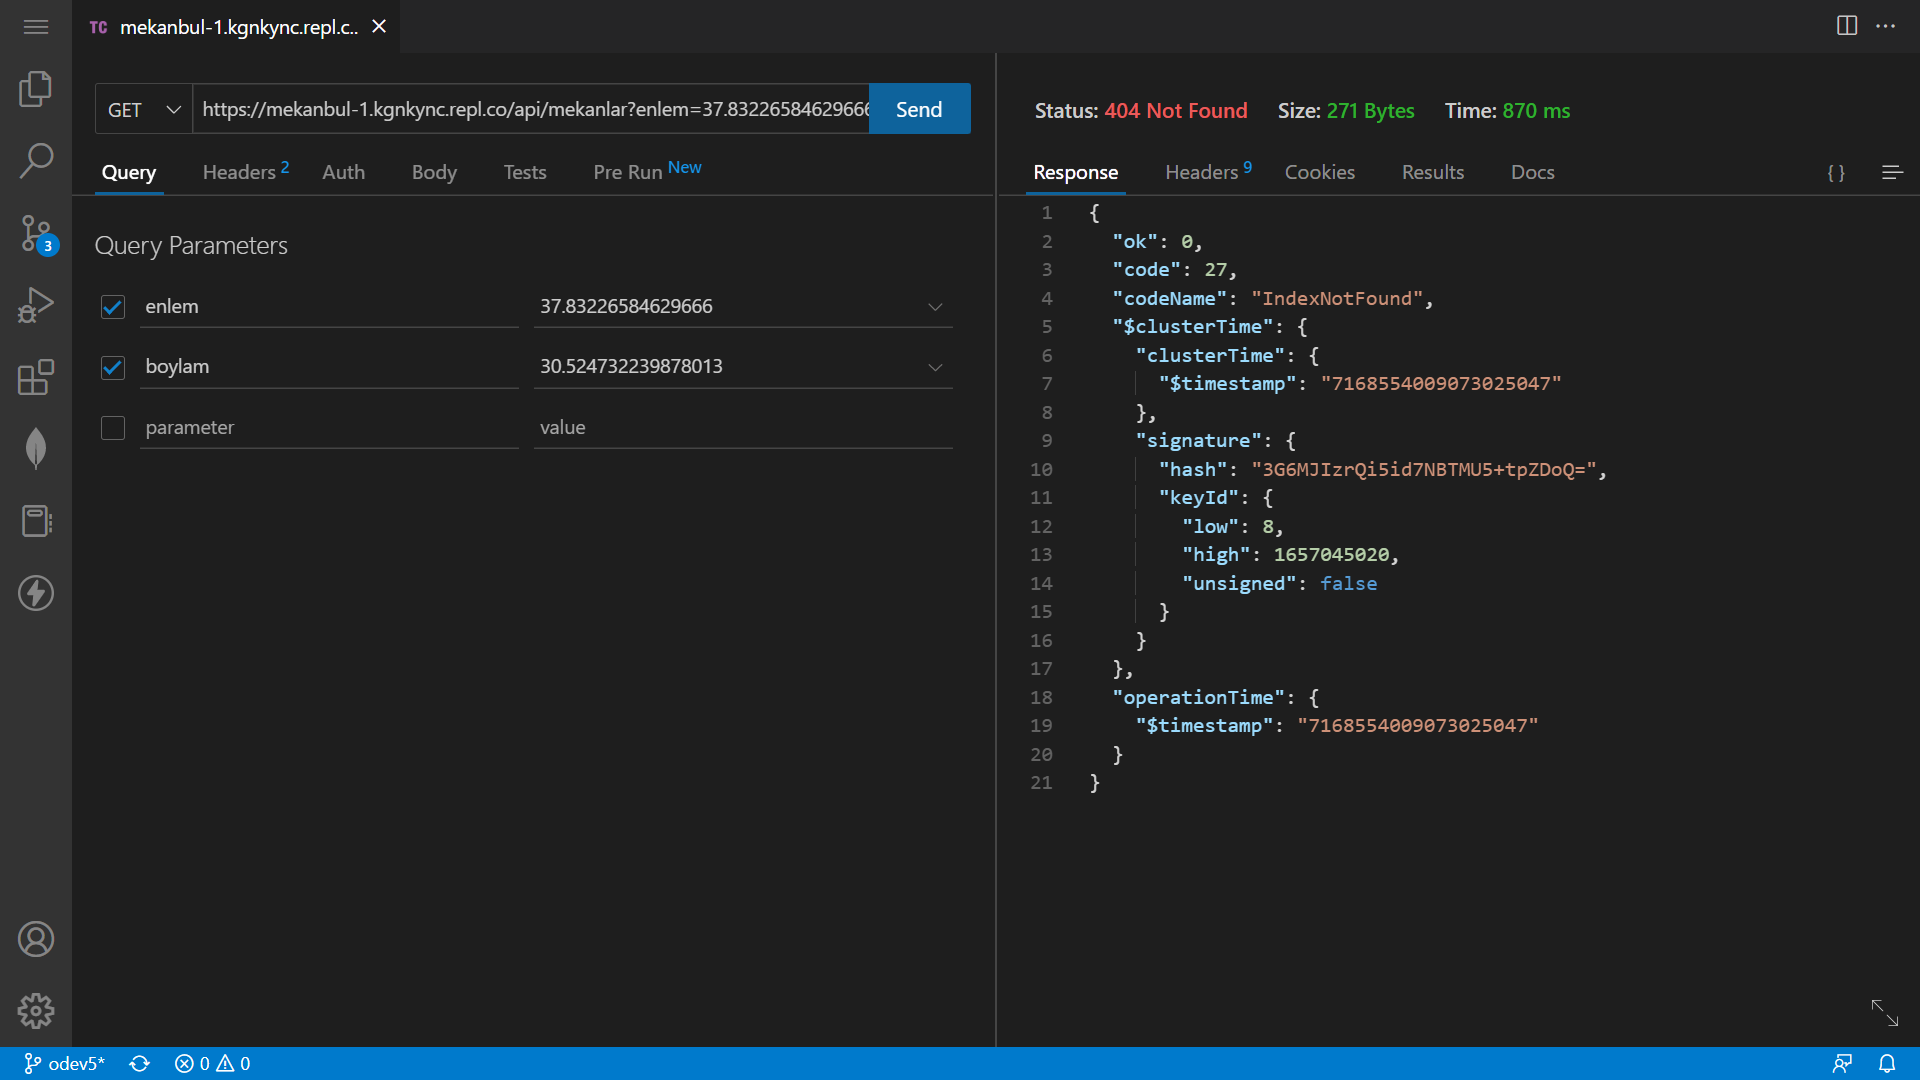 TC mekanbul-1.kgnkync.repl.c..
GET
https://mekanbul-1.kgnkync.repl.co/api/mekanlar?enlem=37.83226584629666
Send
Query Headers 2 Auth Body Tests Pre Run New
Query Parameters
enlem 37.83226584629666
boylam 30.524732239878013
parameter value
3
Status: 404 Not Found Size: 271 Bytes Time: 870 ms
Response Headers 9 Cookies Results Docs { }
1 {
2 "ok": 0,
3 "code": 27,
4 "codeName": "IndexNotFound",
5 "$clusterTime": {
6 "clusterTime": {
7 "$timestamp": "7168554009073025047"
8 },
9 "signature": {
10 "hash": "3G6MJIzrQi5id7NBTMU5+tpZDoQ=",
11 "keyId": {
12 "low": 8,
13 "high": 1657045020,
14 "unsigned": false
15 }
16 }
17 },
18 "operationTime": {
19 "$timestamp": "7168554009073025047"
20 }
21 }
odev5* 0 0